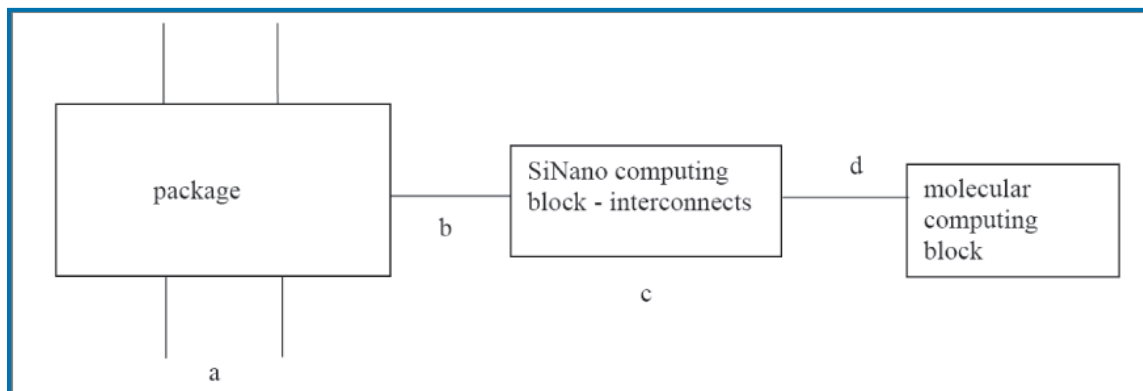 package
SiNano computing
block - interconnects
molecular
computing
block
a
b
c
d